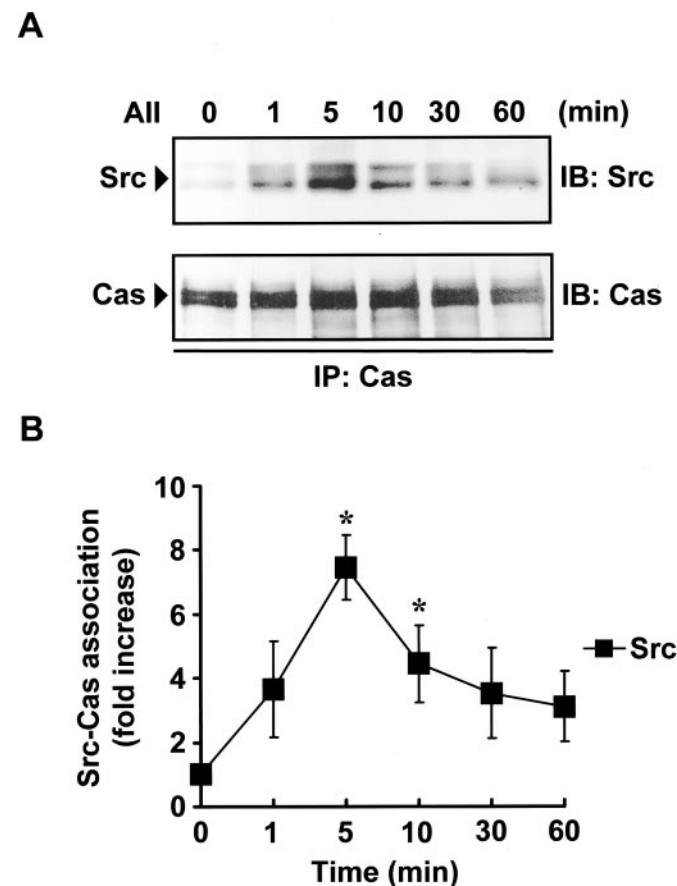 A
AII 0 1 5 10 30 60 (min)
Src IB: Src
Cas IB: Cas
IP: Cas
B
10
8
6
4
2
0
Src-Cas association
(fold increase)
*
*
Src
0 1 5 10 30 60
Time (min)